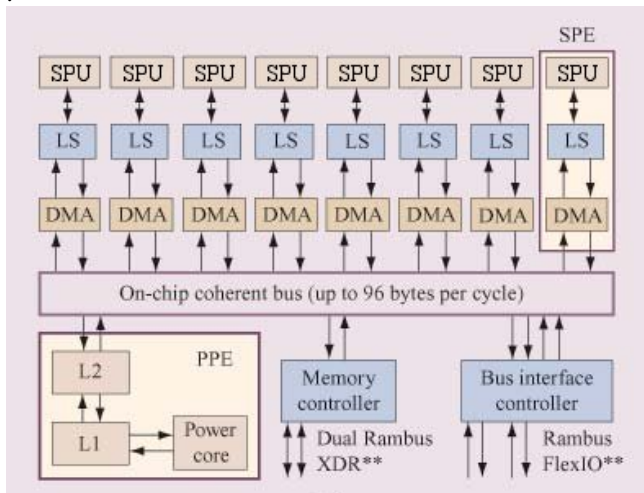 SPE
SPU SPU SPU SPU SPU SPU SPU SPU
LS LS LS LS LS LS LS LS
DMA DMA DMA DMA DMA DMA DMA DMA
On-chip coherent bus (up to 96 bytes per cycle)
PPE
L2
L1
Power
core
Memory
controller
Dual Rambus
XDR**
Bus interface
controller
Rambus
FlexIO**